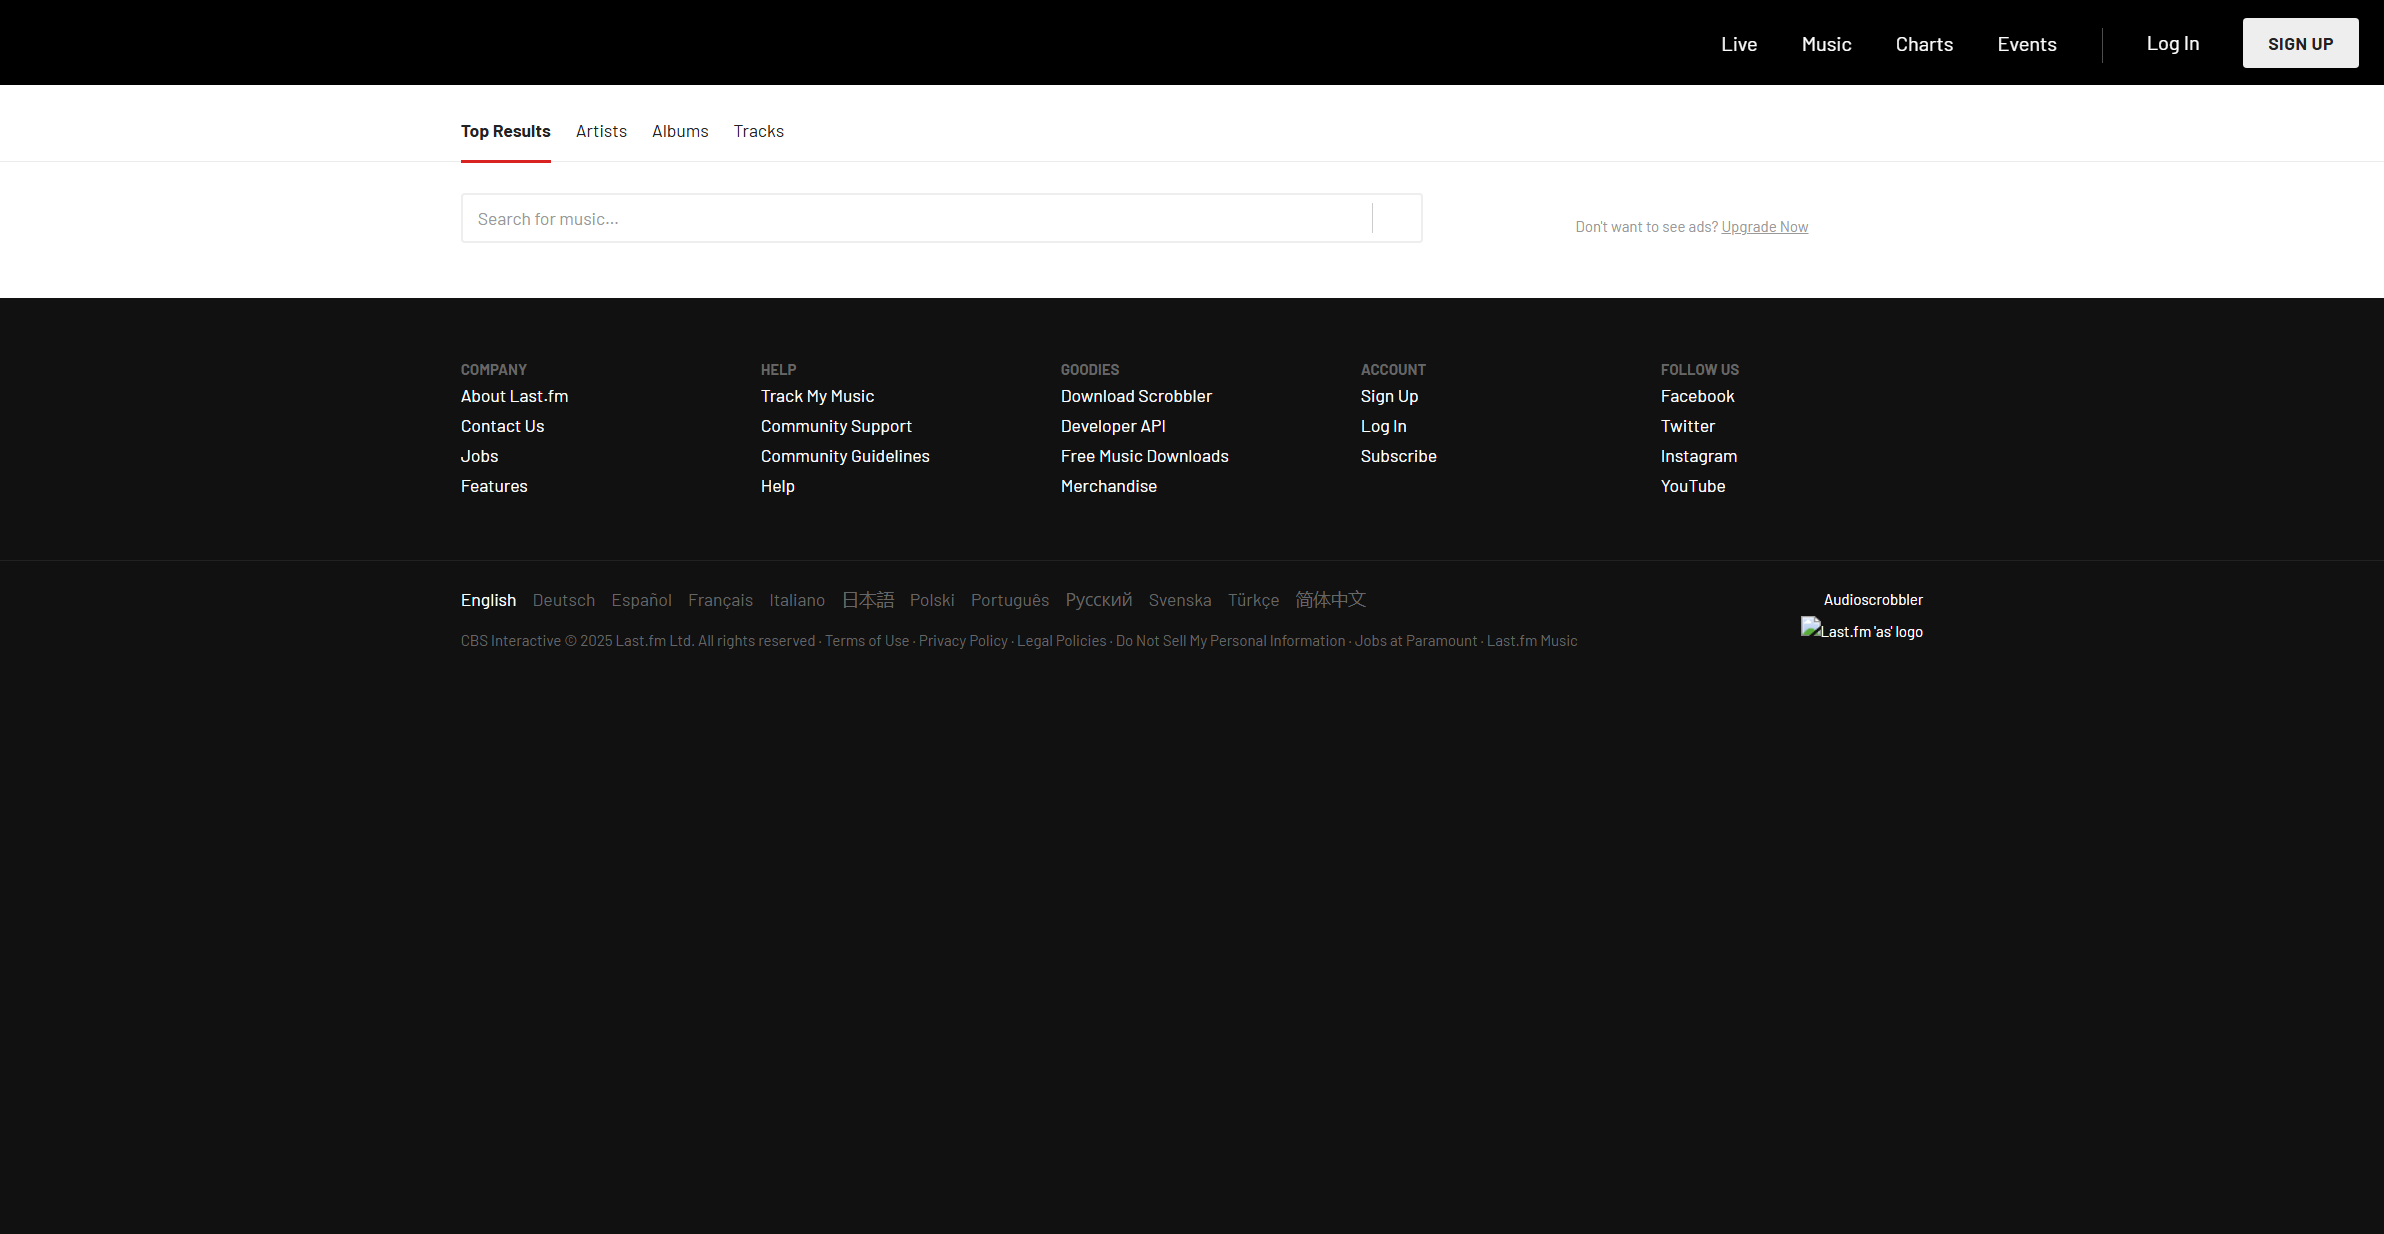 Live Music Charts Events Log In SIGN UP
Top Results Artists Albums Tracks
Search for music...
Don't want to see ads? Upgrade Now
COMPANY
About Last.fm
Contact Us
Jobs
Features
HELP
Track My Music
Community Support
Community Guidelines
Help
GOODIES
Download Scrobbler
Developer API
Free Music Downloads
Merchandise
ACCOUNT
Sign Up
Log In
Subscribe
FOLLOW US
Facebook
Twitter
Instagram
YouTube
English Deutsch Español Français Italiano 日本語 Polski Português Русский Svenska Türkçe 简体中文
CBS Interactive © 2025 Last.fm Ltd. All rights reserved · Terms of Use · Privacy Policy · Legal Policies · Do Not Sell My Personal Information · Jobs at Paramount · Last.fm Music
Audioscrobbler
Last.fm 'as' logo